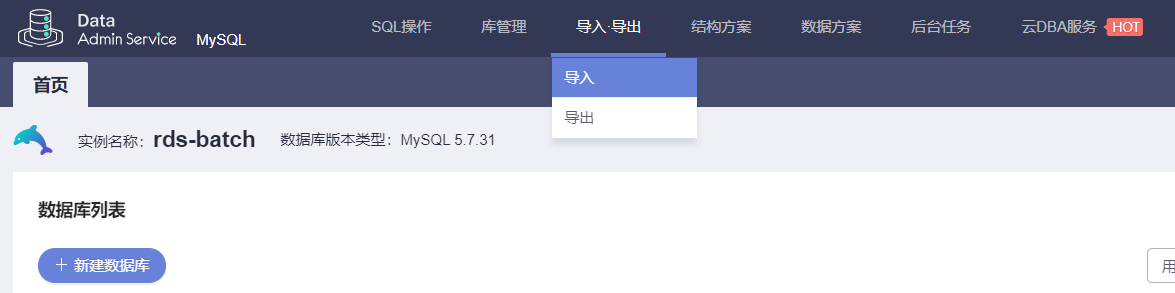 Data
Admin Service MySQL
SQL操作 库管理 导入·导出 结构方案 数据方案 后台任务 云DBA服务 HOT
首页
导入
导出
实例名称： rds-batch 数据库版本类型： MySQL 5.7.31
数据库列表
+ 新建数据库
用